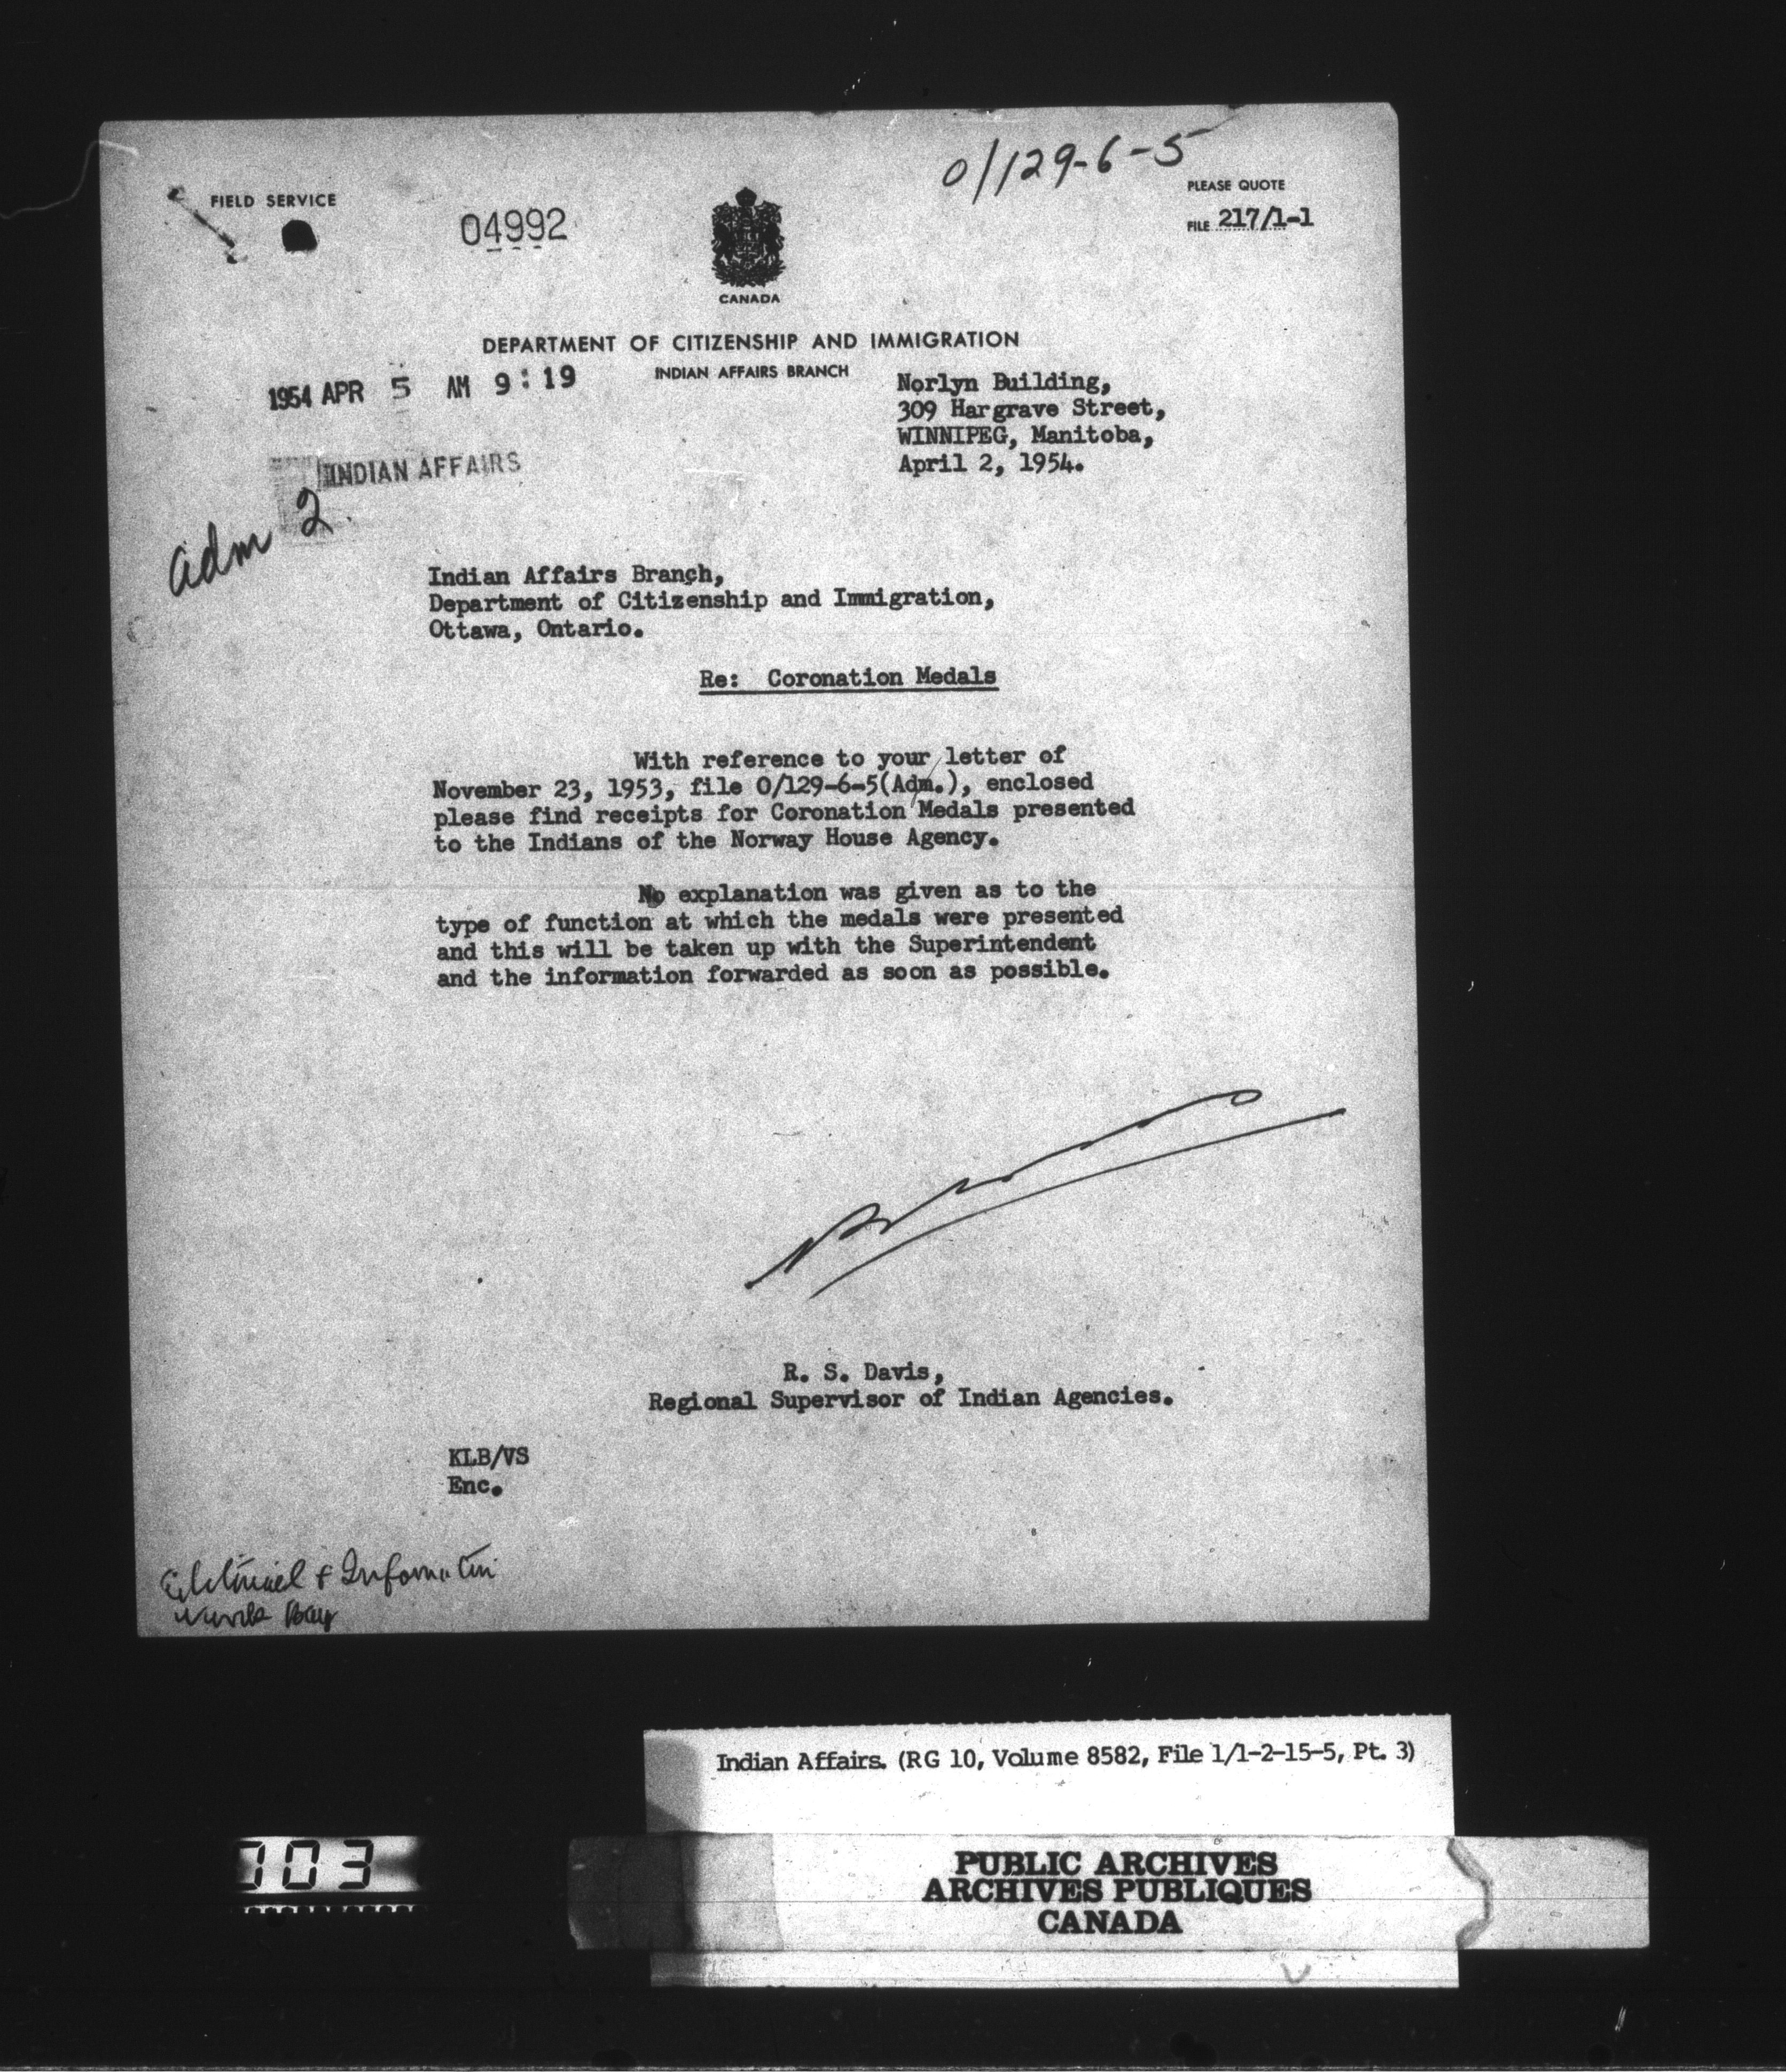 0/129-6-5
PLEASE QUOTE
FIELD SERVICE
04992
FILE 217/1-1
CANADA
DEPARTMENT OF CITIZENSHIP AND IMMIGRATION
INDIAN AFFAIRS BRANCH
1954 APR 5 AM 9:19
Norlyn Building,
309 Hargrave Street,
WINNIPEG, Manitoba,
April 2, 1954.
INDIAN AFFAIRS
Adm 2.
Indian Affairs Branch,
Department of Citizenship and Immigration,
Ottawa, Ontario.
Re: Coronation Medals
With reference to your letter of
November 23, 1953, file 0/129-6-5(Adm.), enclosed
please find receipts for Coronation Medals presented
to the Indians of the Norway House Agency.
No explanation was given as to the
type of function at which the medals were presented
and this will be taken up with the Superintendent
and the information forwarded as soon as possible.
R. S. Davis,
Regional Supervisor of Indian Agencies.
KLB/VS
Enc.
& Information
Indian Affairs. (RG 10, Volume 8582, File 1/1-2-15-5, Pt. 3)
703
PUBLIC ARCHIVES
ARCHIVES PUBLIQUES
CANADA